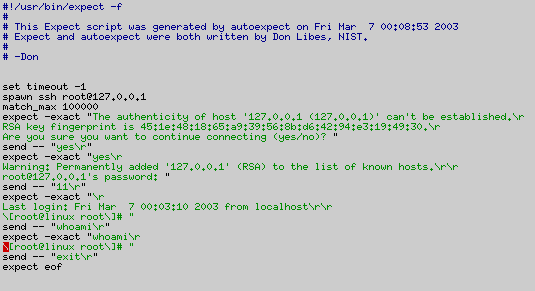 #!/usr/bin/expect -f
#
# This Expect script was generated by autoexpect on Fri Mar  7 00:08:53 2003
# Expect and autoexpect were both written by Don Libes, NIST.
#
# -Don
set timeout -1
spawn ssh root@127.0.0.1
match_max 100000
expect -exact "The authenticity of host '127.0.0.1 (127.0.0.1)' can't be established.\r
RSA key fingerprint is 45:1e:48:18:65:a9:39:56:8b:d6:42:94:e3:19:49:30.\r
Are you sure you want to continue connecting (yes/no)? "
send -- "yes\r"
expect -exact "yes\r
Warning: Permanently added '127.0.0.1' (RSA) to the list of known hosts.\r\r
root@127.0.0.1's password: "
send -- "11\r"
expect -exact "\r
Last login: Fri Mar  7 00:03:10 2003 from localhost\r\r
\[root@linux root\]# "
send -- "whoami\r"
expect -exact "whoami\r
\[root@linux root\]# "
send -- "exit\r"
expect eof